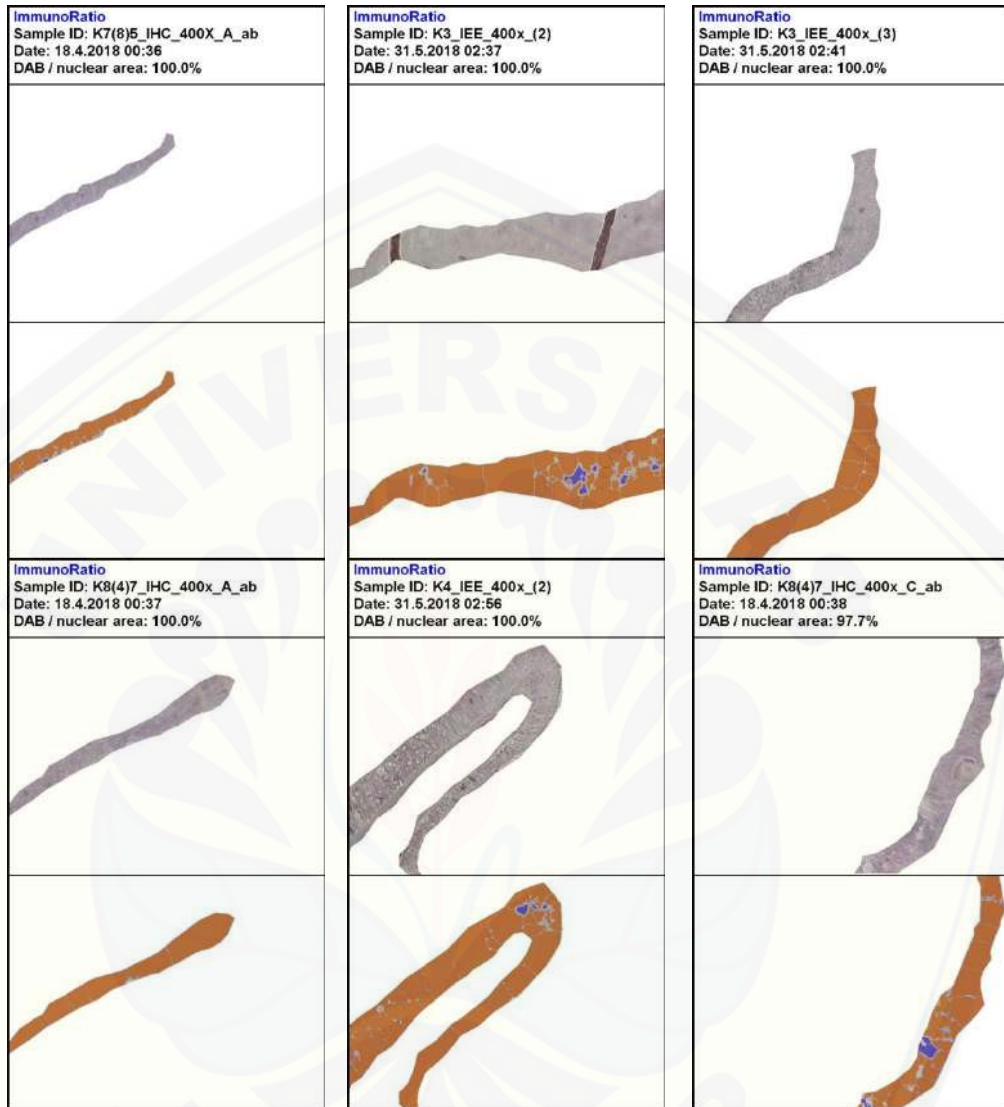 ImmunoRatio
Sample ID: K7(8)5_IHC_400X_A_ab
Date: 18.4.2018 00:36
DAB / nuclear area: 100.0%
ImmunoRatio
Sample ID: K3_IEE_400x_(2)
Date: 31.5.2018 02:37
DAB / nuclear area: 100.0%
ImmunoRatio
Sample ID: K3_IEE_400x_(3)
Date: 31.5.2018 02:41
DAB / nuclear area: 100.0%
UNIVERSITAS
ImmunoRatio
Sample ID: K8(4)7_IHC_400x_A_ab
Date: 18.4.2018 00:37
DAB / nuclear area: 100.0%
ImmunoRatio
Sample ID: K4_IEE_400x_(2)
Date: 31.5.2018 02:56
DAB / nuclear area: 100.0%
ImmunoRatio
Sample ID: K8(4)7_IHC_400x_C_ab
Date: 18.4.2018 00:38
DAB / nuclear area: 97.7%